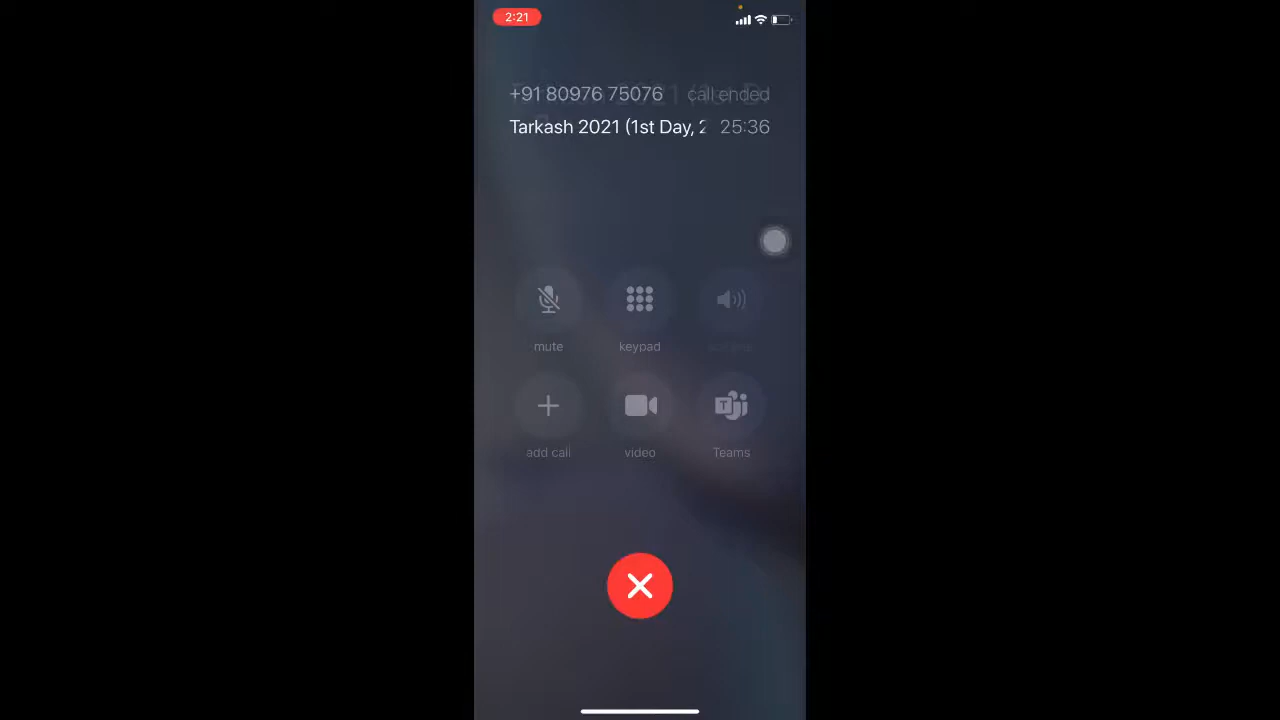 2:21
+91 80976 75076 call ended
Tarkash 2021 (1st Day, 25:36
mute keypad
add call video Teams